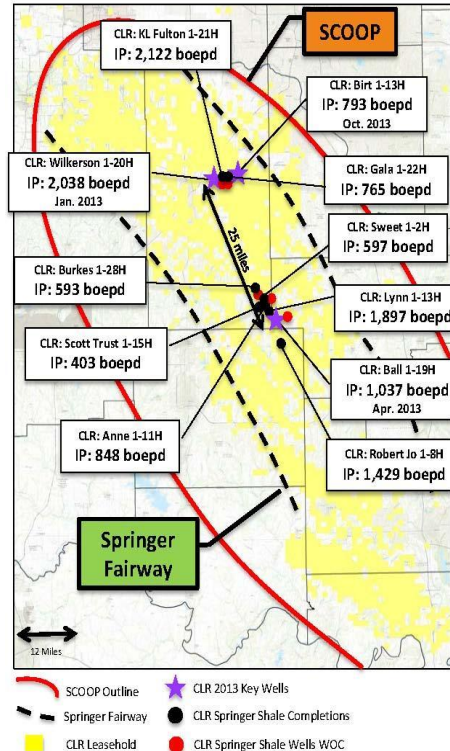 CLR: KL Fulton 1-21H
IP: 2,122 boepd
SCOOP
CLR: Birt 1-13H
IP: 793 boepd
Oct. 2013
CLR: Wilkerson 1-20H
IP: 2,038 boepd
Jan. 2013
CLR: Gala 1-22H
IP: 765 boepd
25 miles
CLR: Sweet 1-2H
IP: 597 boepd
CLR: Burkes 1-28H
IP: 593 boepd
CLR: Lynn 1-13H
IP: 1,897 boepd
CLR: Scott Trust 1-15H
IP: 403 boepd
CLR: Ball 1-19H
IP: 1,037 boepd
Apr. 2013
CLR: Anne 1-11H
IP: 848 boepd
CLR: Robert Jo 1-8H
IP: 1,429 boepd
Springer
Fairway
12 Miles
SCOOP Outline
CLR 2013 Key Wells
Springer Fairway
CLR Springer Shale Completions
CLR Leasehold
CLR Springer Shale Wells WOC